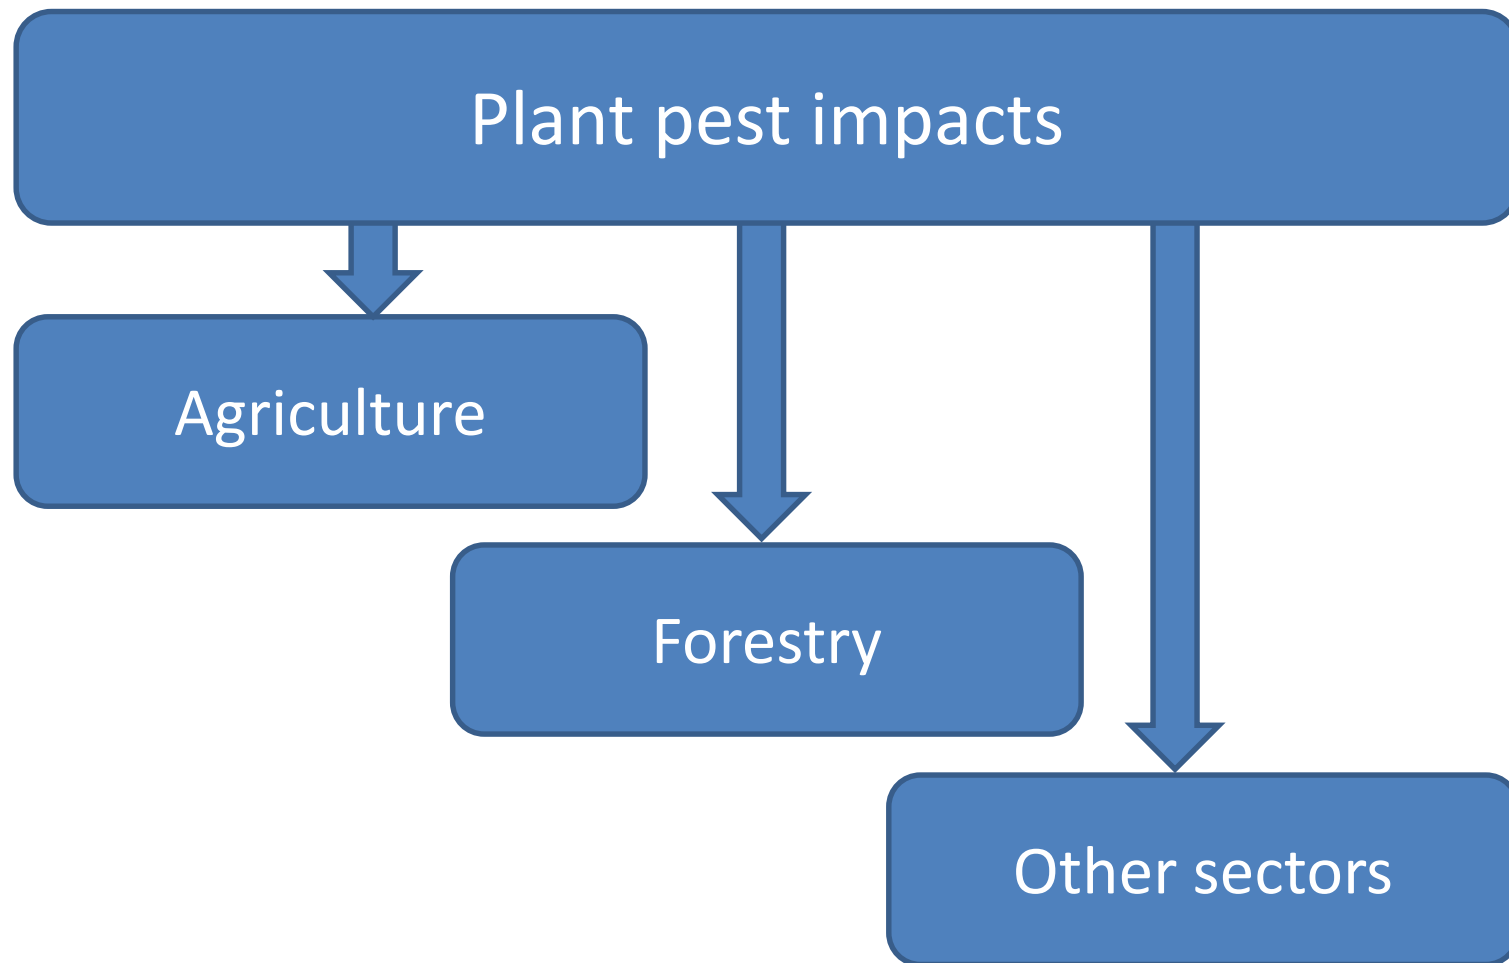 Plant pest impacts
Agriculture
Forestry
Other sectors